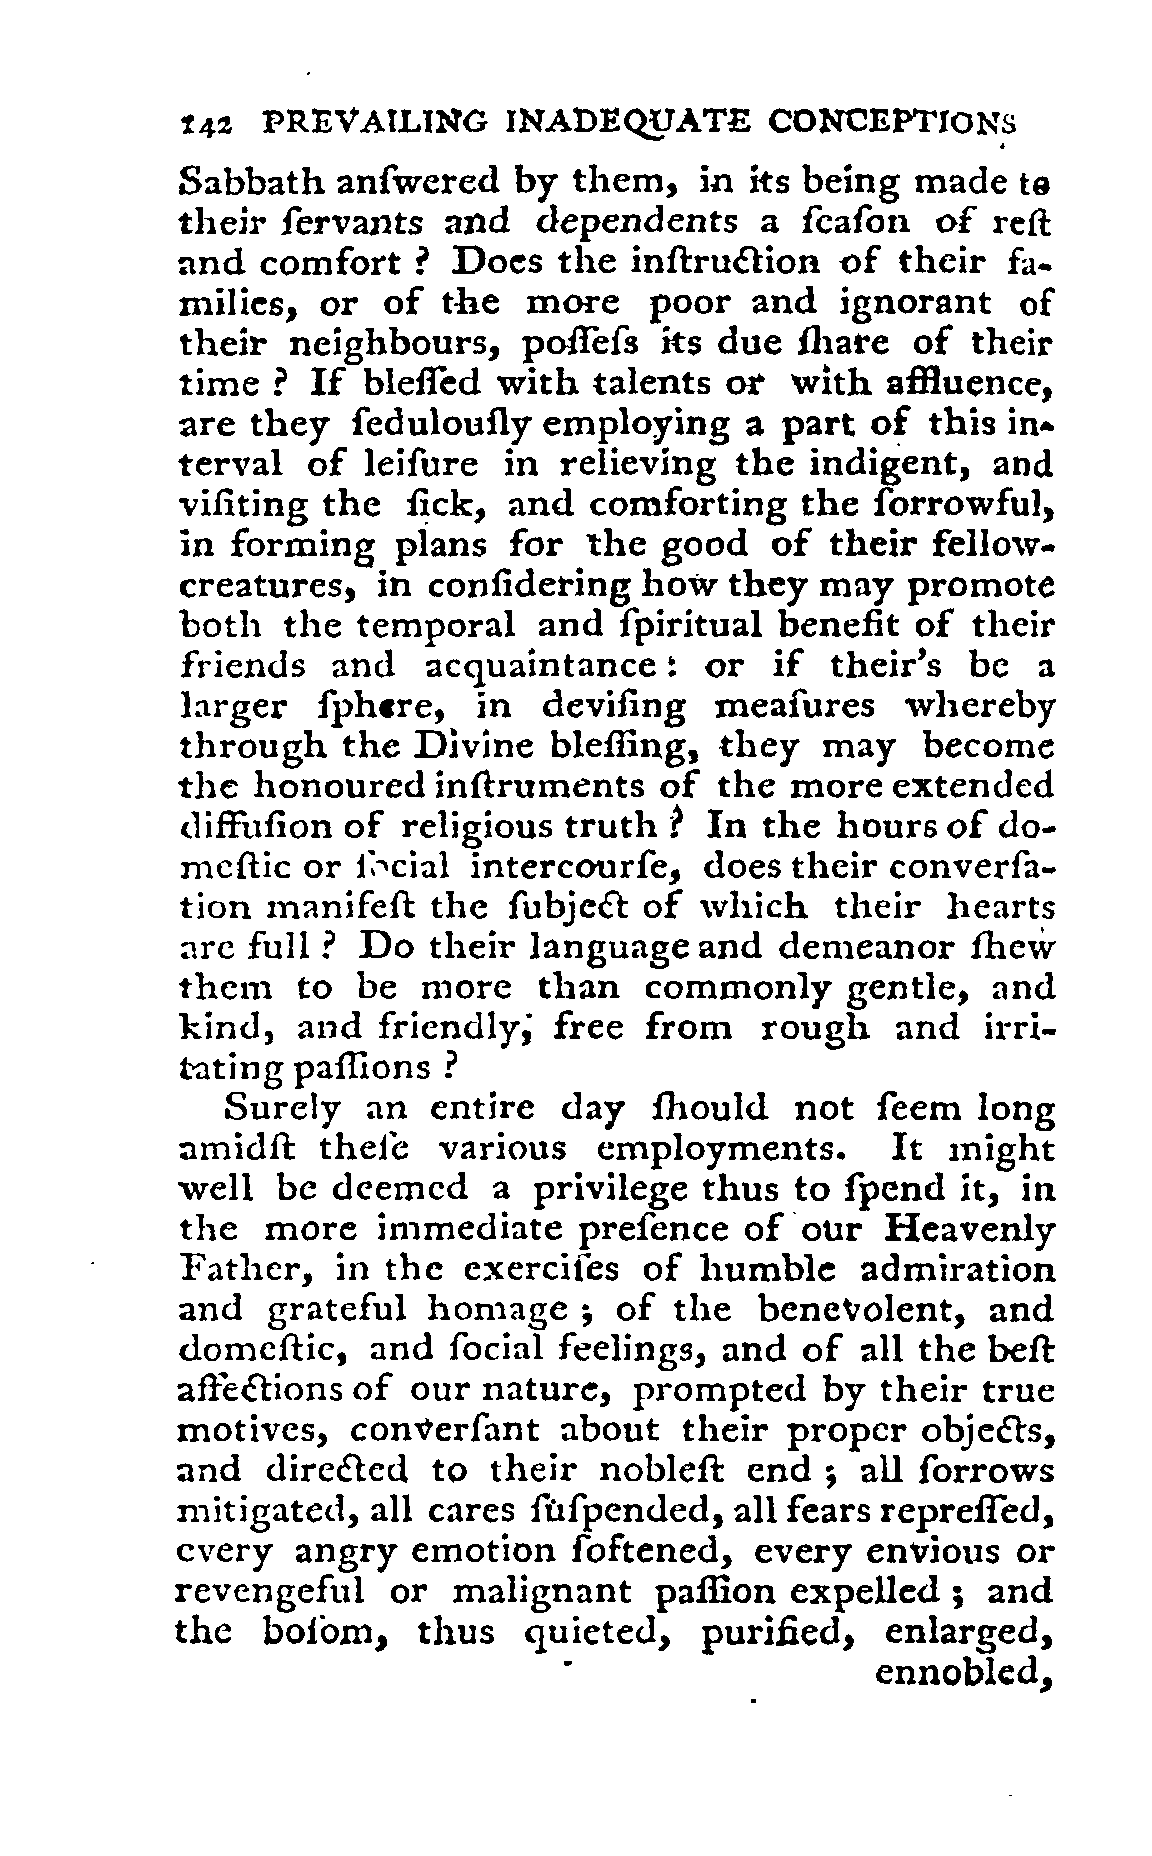 142 PREVAILING INADEQUATE CONCEPTIONS
Sabbath anſwered by them, in its being made to
their ſervants and dependents a ſeaſon of reſt
and comfort ? Does the inſtruction of their fa-
milies, or of the more poor and ignorant of
their neighbours, poſſeſs its due ſhare of their
time ? If bleſſed with talents or with affluence,
are they ſedulouſly employing a part of this in-
terval of leiſure in relieving the indigent, and
viſiting the ſick, and comforting the ſorrowful,
in forming plans for the good of their fellow-
creatures, in conſidering how they may promote
both the temporal and ſpiritual benefit of their
friends and acquaintance : or if their's be a
larger ſphere, in deviſing meaſures whereby
through the Divine bleſſing, they may become
the honoured inſtruments of the more extended
diffuſion of religious truth ? In the hours of do-
meſtic or ſocial intercourſe, does their converſa-
tion manifeſt the ſubject of which their hearts
are full ? Do their language and demeanor ſhew
them to be more than commonly gentle, and
kind, and friendly, free from rough and irri-
tating paſſions ?
Surely an entire day ſhould not ſeem long
amidſt theſe various employments. It might
well be deemed a privilege thus to ſpend it, in
the more immediate preſence of our Heavenly
Father, in the exerciſes of humble admiration
and grateful homage ; of the benevolent, and
domeſtic, and ſocial feelings, and of all the beſt
affections of our nature, prompted by their true
motives, converſant about their proper objects,
and directed to their nobleſt end ; all ſorrows
mitigated, all cares ſuſpended, all fears repreſſed,
every angry emotion ſoftened, every envious or
revengeful or malignant paſſion expelled ; and
the boſom, thus quieted, purified, enlarged,
ennobled,